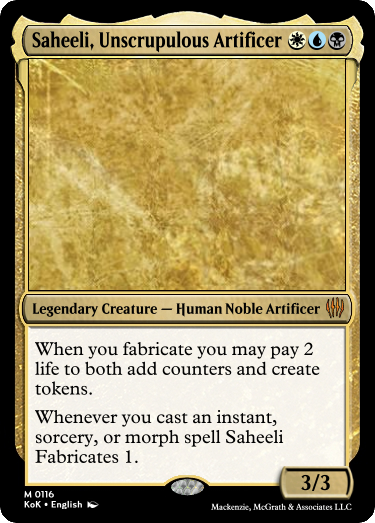 Saheeli, Unscrupulous Artificer
Legendary Creature — Human Noble Artificer
When you fabricate you may pay 2
life to both add counters and create
tokens.
Whenever you cast an instant,
sorcery, or morph spell Saheeli
Fabricates 1.
3/3
M 0116
KoK • English
Mackenzie, McGrath & Associates LLC